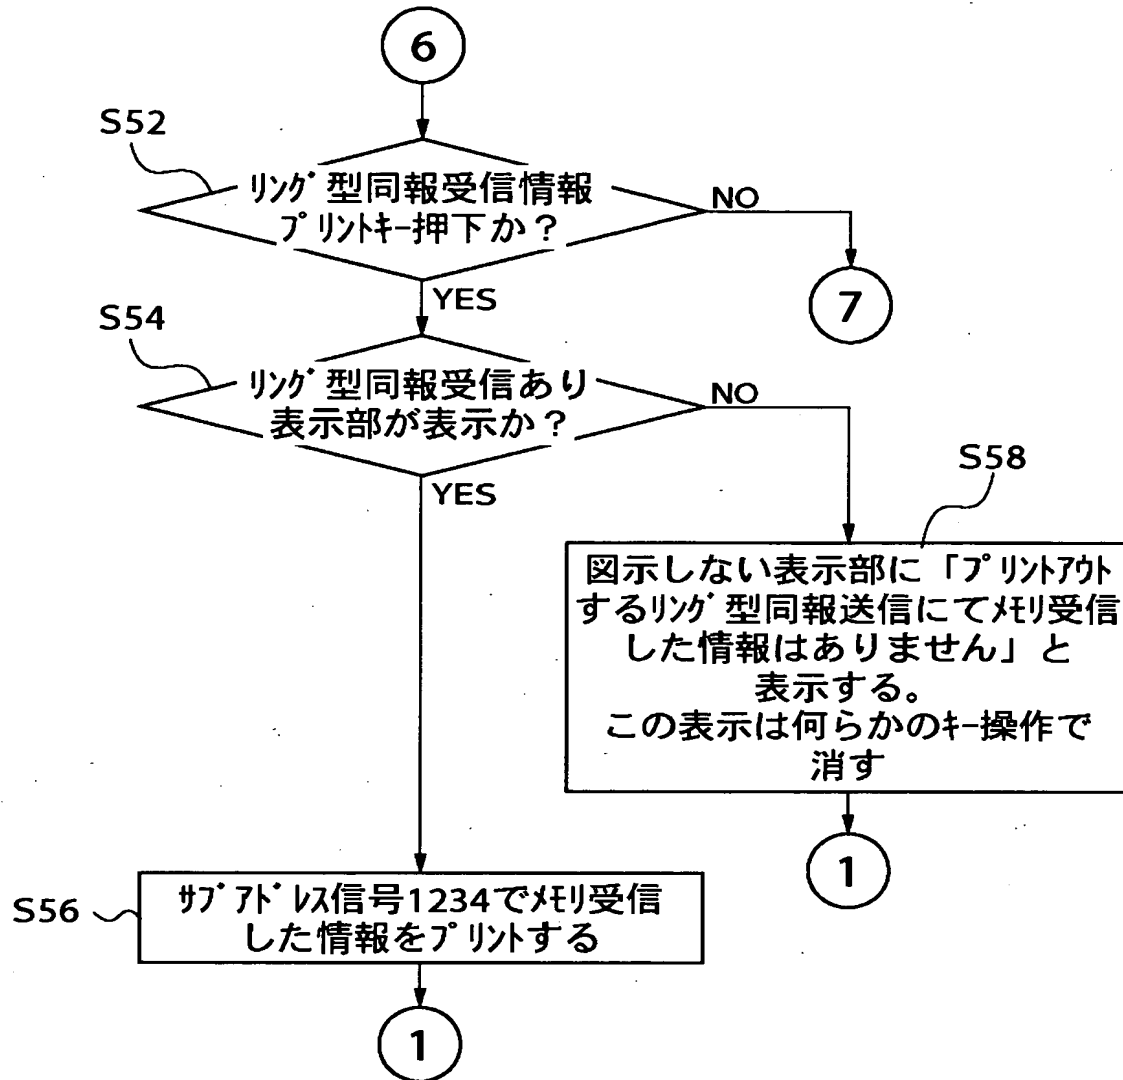 6
S52
リング型同報受信情報
プリントキー押下か？
NO
7
YES
S54
リング型同報受信あり
表示部が表示か？
NO
YES
S58
図示しない表示部に「プリントアウト
するリング型同報送信にてメモリ受信
した情報はありません」と
表示する。
この表示は何らかのキー操作で
消す
1
S56
サブアドレス信号1234でメモリ受信
した情報をプリントする
1